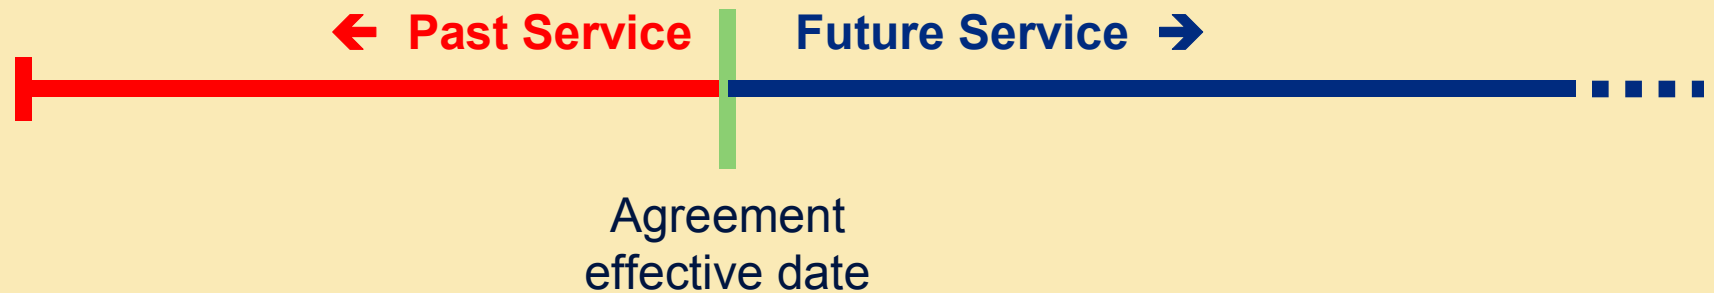 ← Past Service
Future Service →
Agreement
effective date